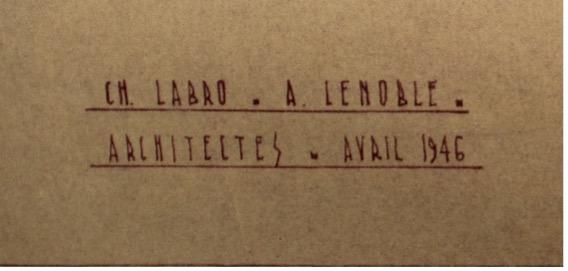 CH. LABRO . A. LENOBLE .
ARCHITECTES . AVRIL 1946